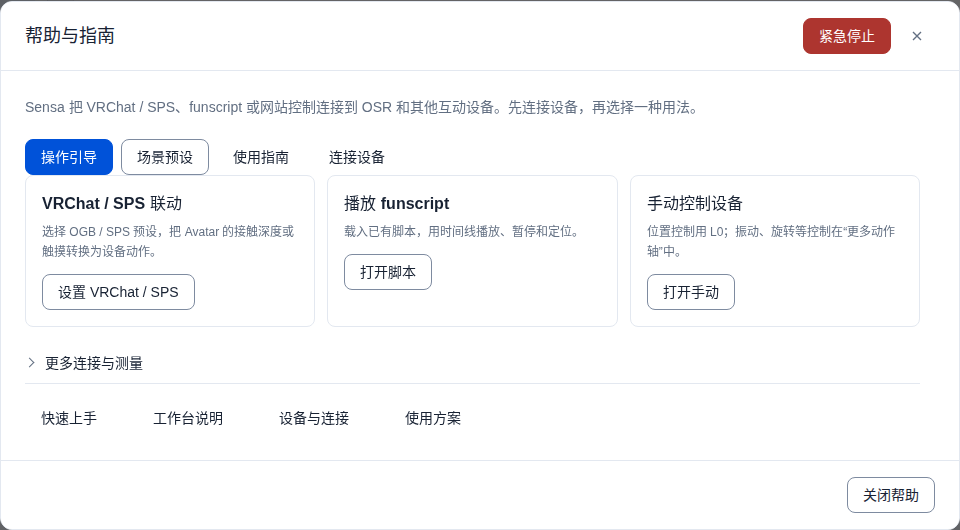 帮助与指南
紧急停止
×
Sensa 把 VRChat / SPS、funscript 或网站控制连接到 OSR 和其他互动设备。先连接设备，再选择一种用法。
操作引导
场景预设
使用指南
连接设备
VRChat / SPS 联动
选择 OGB / SPS 预设，把 Avatar 的接触深度或
触摸转换为设备动作。
设置 VRChat / SPS
播放 funscript
载入已有脚本，用时间线播放、暂停和定位。
打开脚本
手动控制设备
位置控制用 L0；振动、旋转等控制在“更多动作
轴”中。
打开手动
更多连接与测量
快速上手
工作台说明
设备与连接
使用方案
关闭帮助